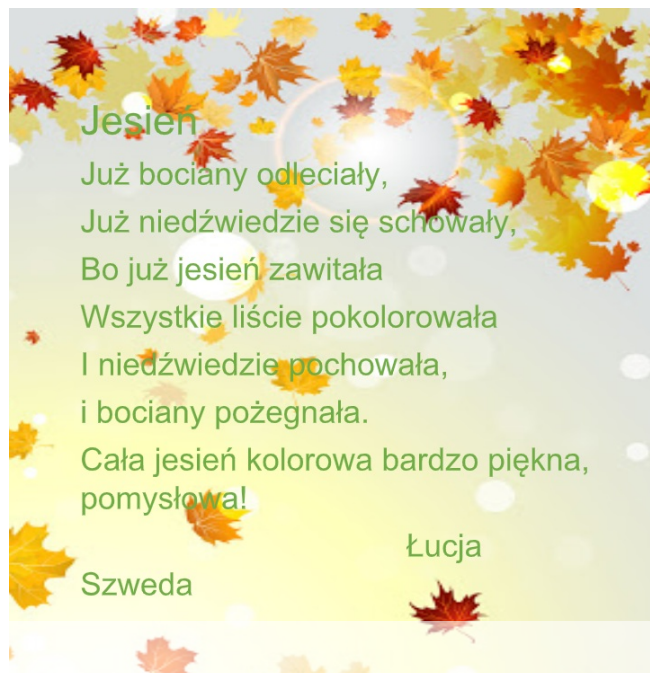 Jesień
Już bociany odleciały,
Już niedźwiedzie się schowały,
Bo już jesień zawitała
Wszystkie liście pokolorowała
I niedźwiedzie pochowała,
i bociany pożegnała.
Cała jesień kolorowa bardzo piękna,
pomysłowa!
Łucja
Szweda